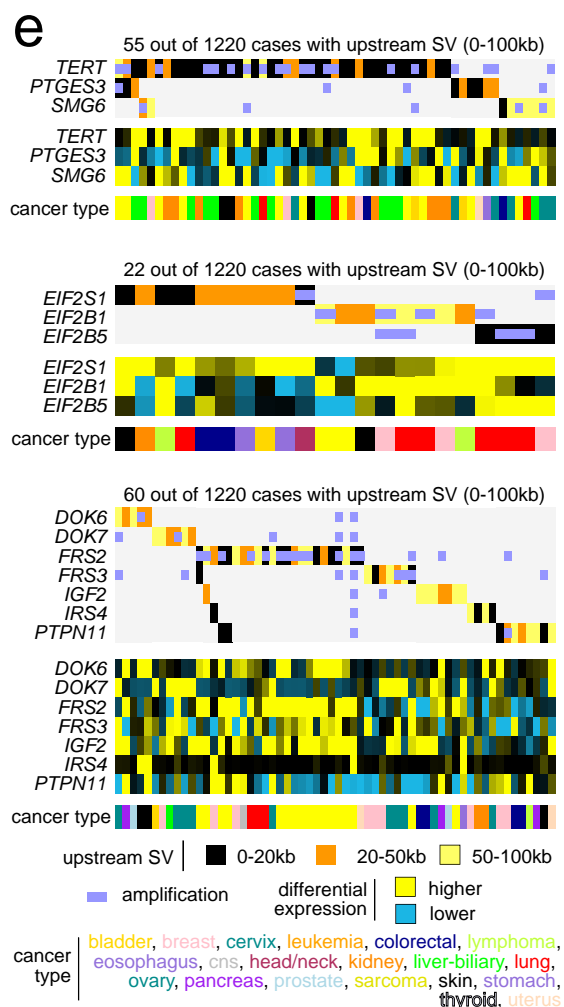 e
55 out of 1220 cases with upstream SV (0-100kb)
TERT
PTGES3
SMG6
TERT
PTGES3
SMG6
cancer type
22 out of 1220 cases with upstream SV (0-100kb)
EIF2S1
EIF2B1
EIF2B5
EIF2S1
EIF2B1
EIF2B5
cancer type
60 out of 1220 cases with upstream SV (0-100kb)
DOK6
DOK7
FRS2
FRS3
IGF2
IRS4
PTPN11
DOK6
DOK7
FRS2
FRS3
IGF2
IRS4
PTPN11
cancer type
upstream SV 0-20kb 20-50kb 50-100kb
amplification
differential expression
higher
lower
cancer type
bladder, breast, cervix, leukemia, colorectal, lymphoma,
eosophagus, cns, head/neck, kidney, liver-biliary, lung,
ovary, pancreas, prostate, sarcoma, skin, stomach,
thyroid, uterus